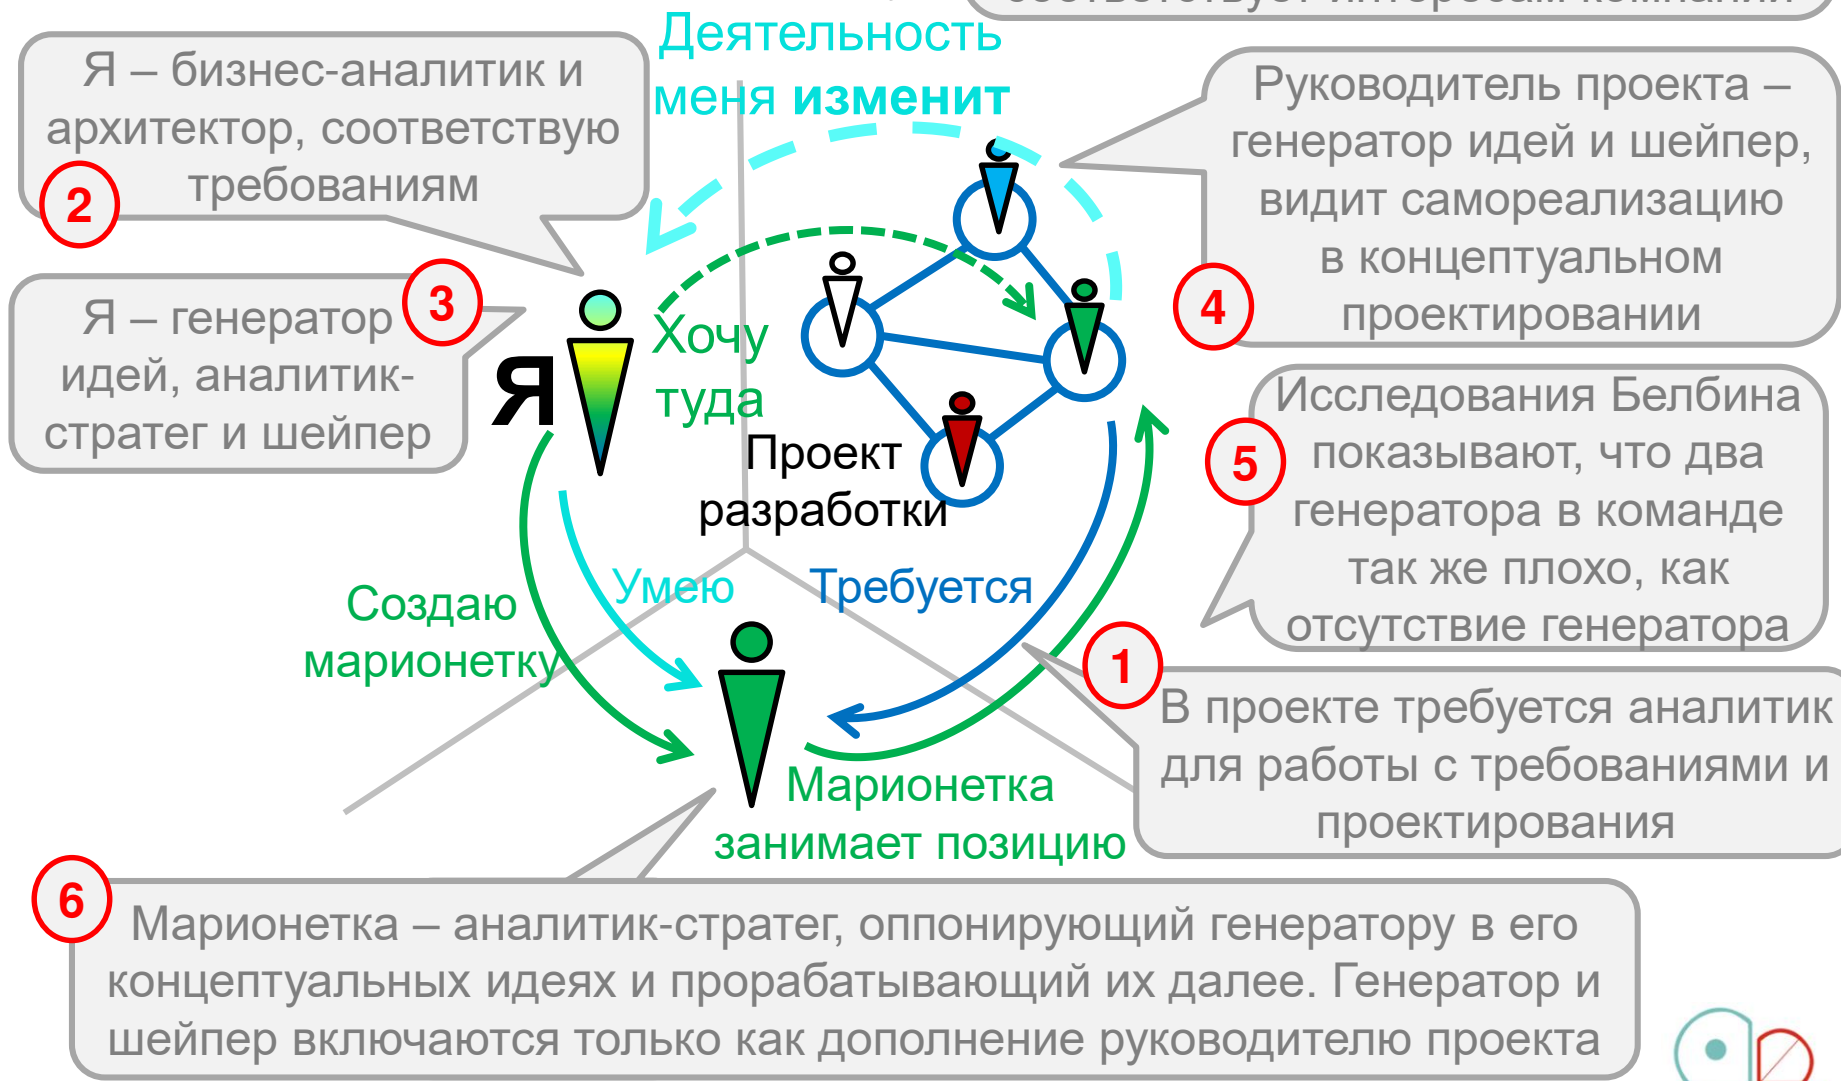 соответствует интересам компании
Деятельность
меня изменит
Я – бизнес-аналитик и
архитектор, соответствую
требованиям
2
Руководитель проекта –
генератор идей и шейпер,
видит самореализацию
в концептуальном
проектировании
4
Я – генератор
идей, аналитик-
стратег и шейпер
3
Я
Хочу
туда
Проект
разработки
Исследования Белбина
показывают, что два
генератора в команде
так же плохо, как
отсутствие генератора
5
Создаю
марионетку
Умею
Требуется
1
В проекте требуется аналитик
для работы с требованиями и
проектирования
Марионетка
занимает позицию
6
Марионетка – аналитик-стратег, оппонирующий генератору в его
концептуальных идеях и прорабатывающий их далее. Генератор и
шейпер включаются только как дополнение руководителю проекта